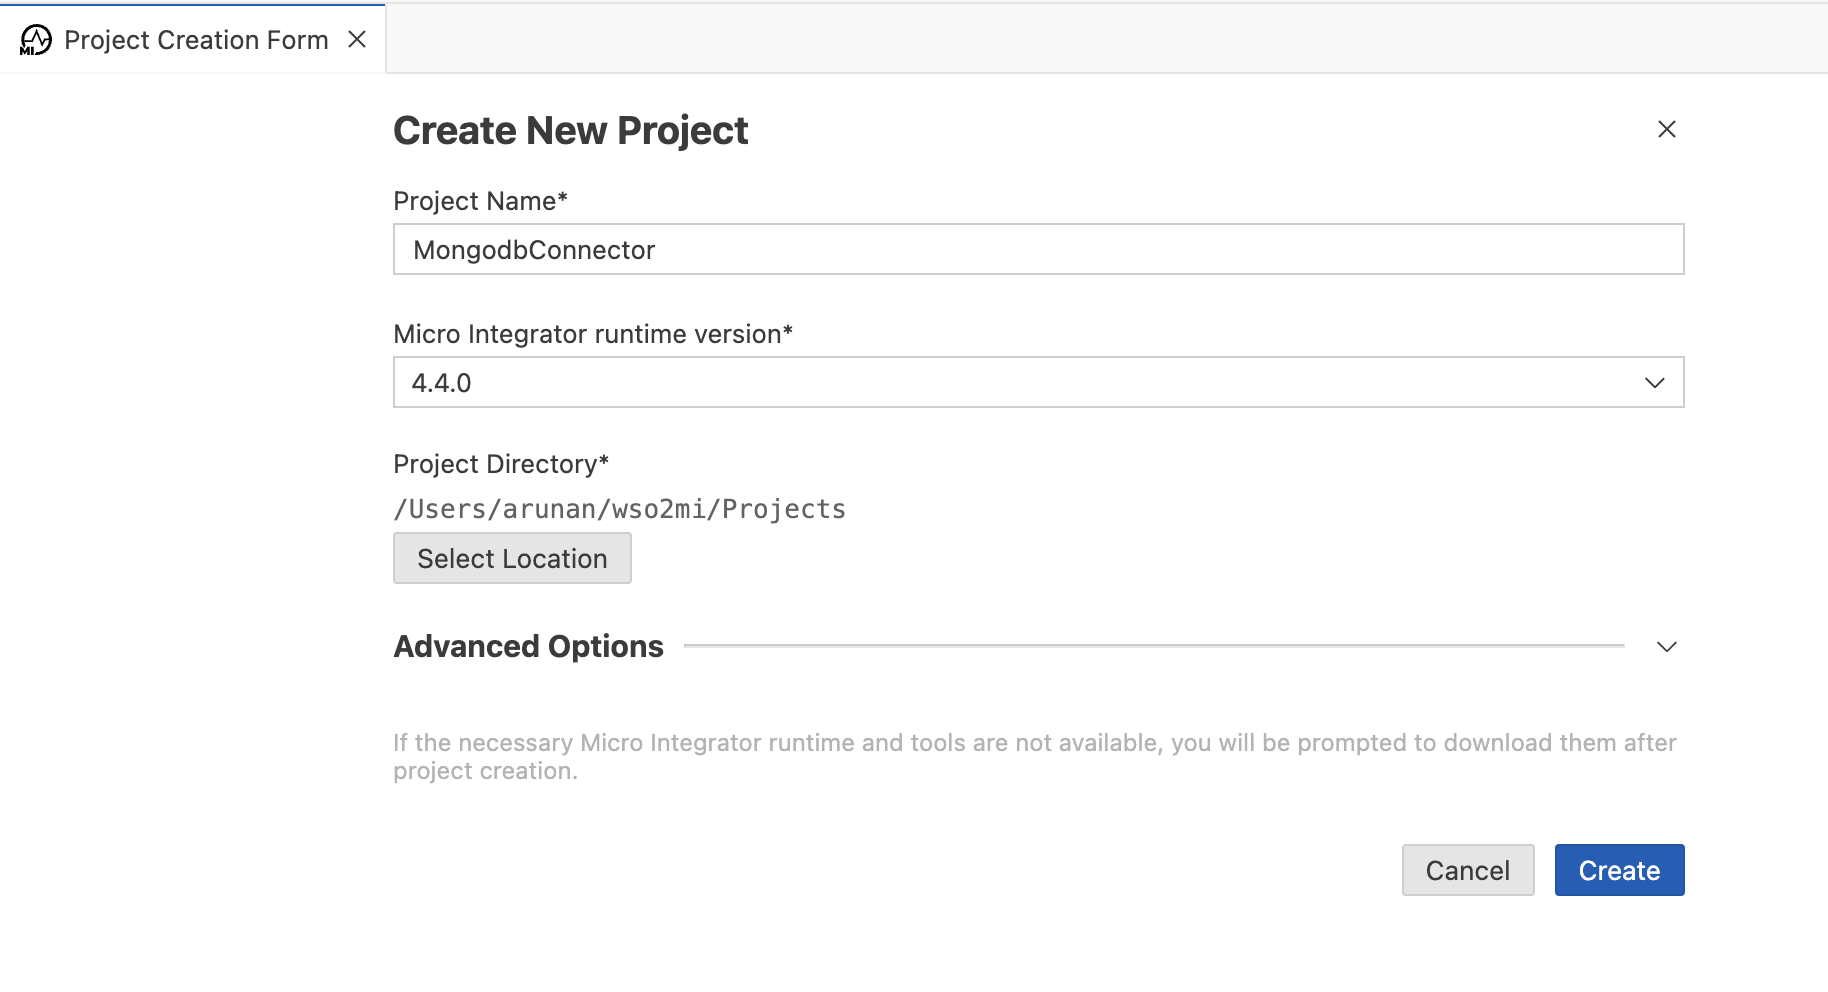 MI Project Creation Form
Create New Project
Project Name*
MongodbConnector
Micro Integrator runtime version*
4.4.0
Project Directory*
/Users/arunan/wso2mi/Projects
Select Location
Advanced Options
If the necessary Micro Integrator runtime and tools are not available, you will be prompted to download them after
project creation.
Cancel Create